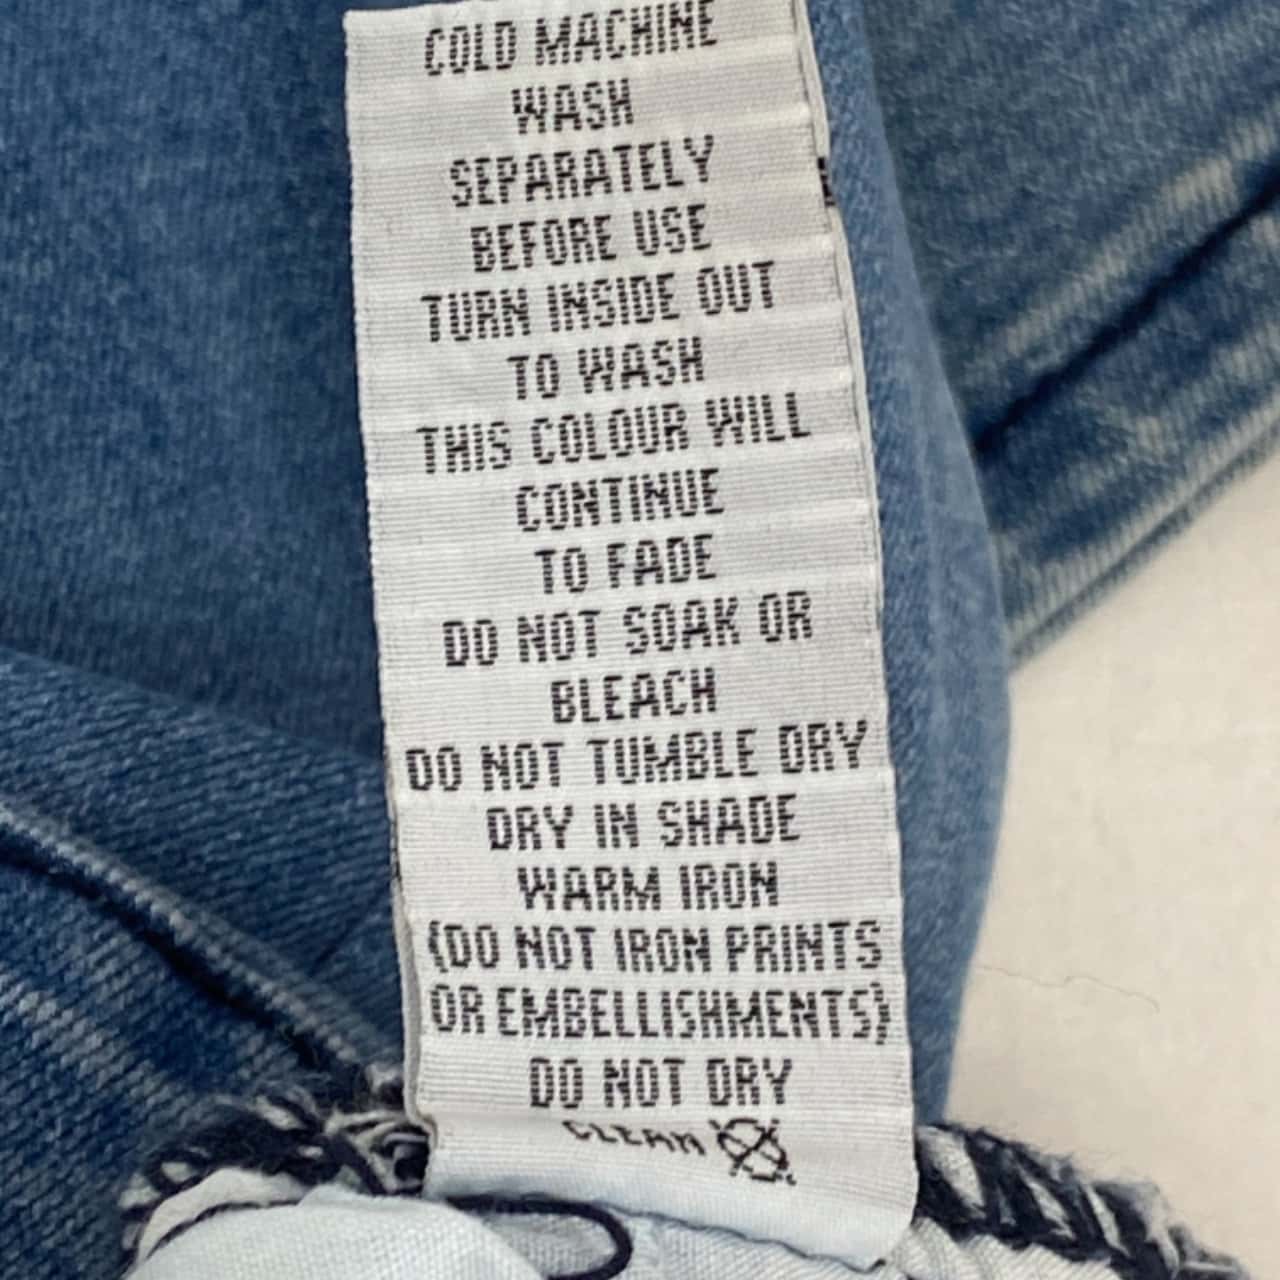 COLD MACHINE
WASH
SEPARATELY
BEFORE USE
TURN INSIDE OUT
TO WASH
THIS COLOUR WILL
CONTINUE
TO FADE
DO NOT SOAK OR
BLEACH
DO NOT TUMBLE DRY
DRY IN SHADE
WARM IRON
(DO NOT IRON PRINTS
OR EMBELLISHMENTS)
DO NOT DRY
CLEAN